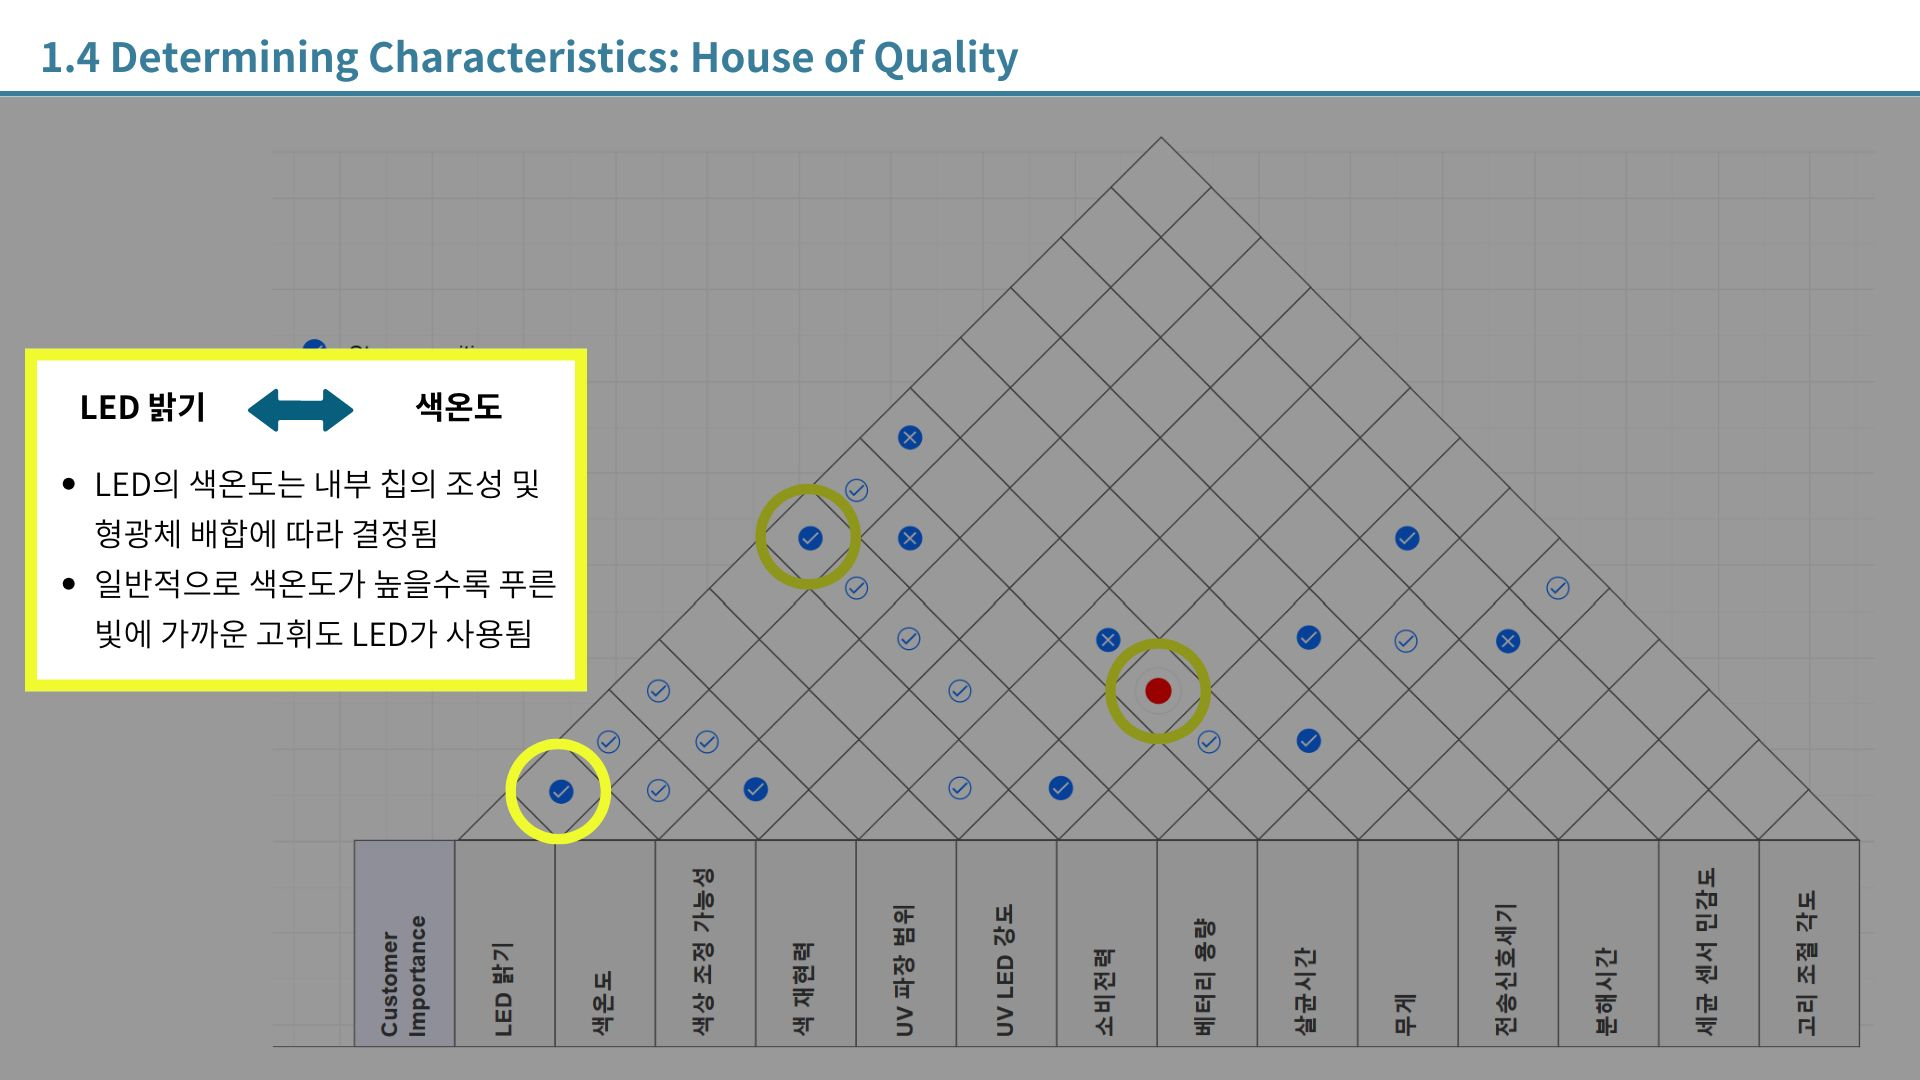 1.4 Determining Characteristics: House of Quality
LED 밝기
색온도
LED의 색온도는 내부 칩의 조성 및
형광체 배합에 따라 결정됨
일반적으로 색온도가 높을수록 푸른
빛에 가까운 고휘도 LED가 사용됨
Customer
Importance
LED 밝기
색온도
색상 조정 가능성
색 재현력
UV 파장 범위
UV LED 강도
소비전력
베터리 용량
살균시간
무게
전송신호세기
분해시간
세균 센서 민감도
고리 조절 각도